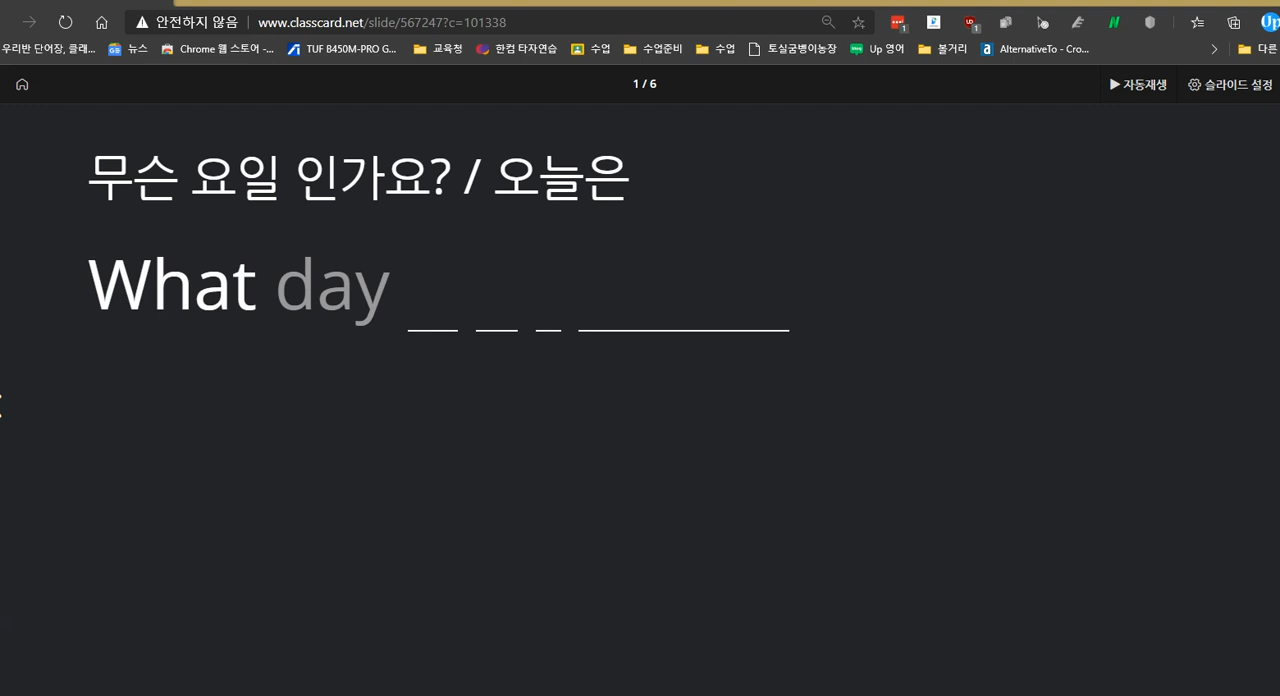 안전하지 않음 www.classcard.net/slide/567247?c=101338
우리반 단어장, 클래... 뉴스 Chrome 웹 스토어 -... TUF B450M-PRO G... 교육청 한컴 타자연습 수업 수업준비 수업 토실굼벵이농장 Up 영어 볼거리 AlternativeTo - Cro... 다른
1 / 6 자동재생 슬라이드 설정
무슨 요일 인가요? / 오늘은
What day